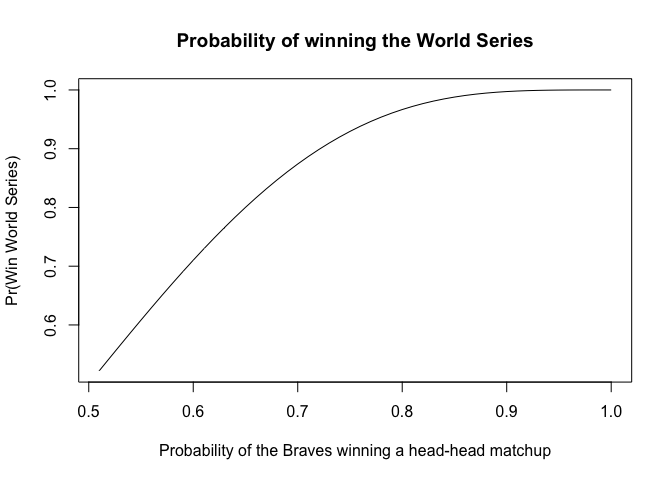 Probability of winning the World Series
Pr(Win World Series)
1.0
0.9
0.8
0.7
0.6
0.5 0.6 0.7 0.8 0.9 1.0
Probability of the Braves winning a head-head matchup